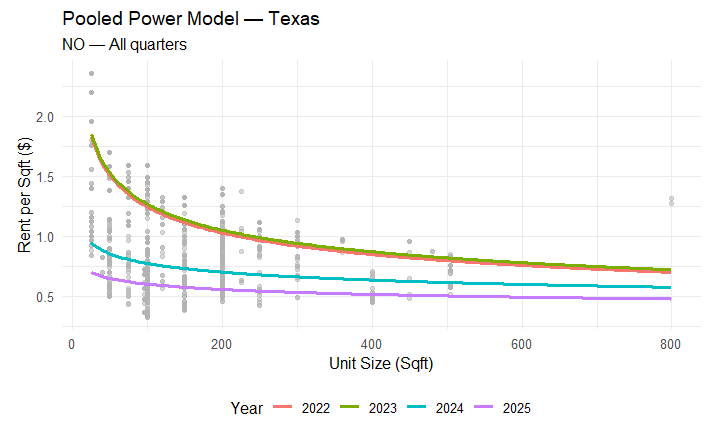 Pooled Power Model — Texas
NO — All quarters
Rent per Sqft ($)
2.0
1.5
1.0
0.5
0 200 400 600 800
Unit Size (Sqft)
Year 2022 2023 2024 2025